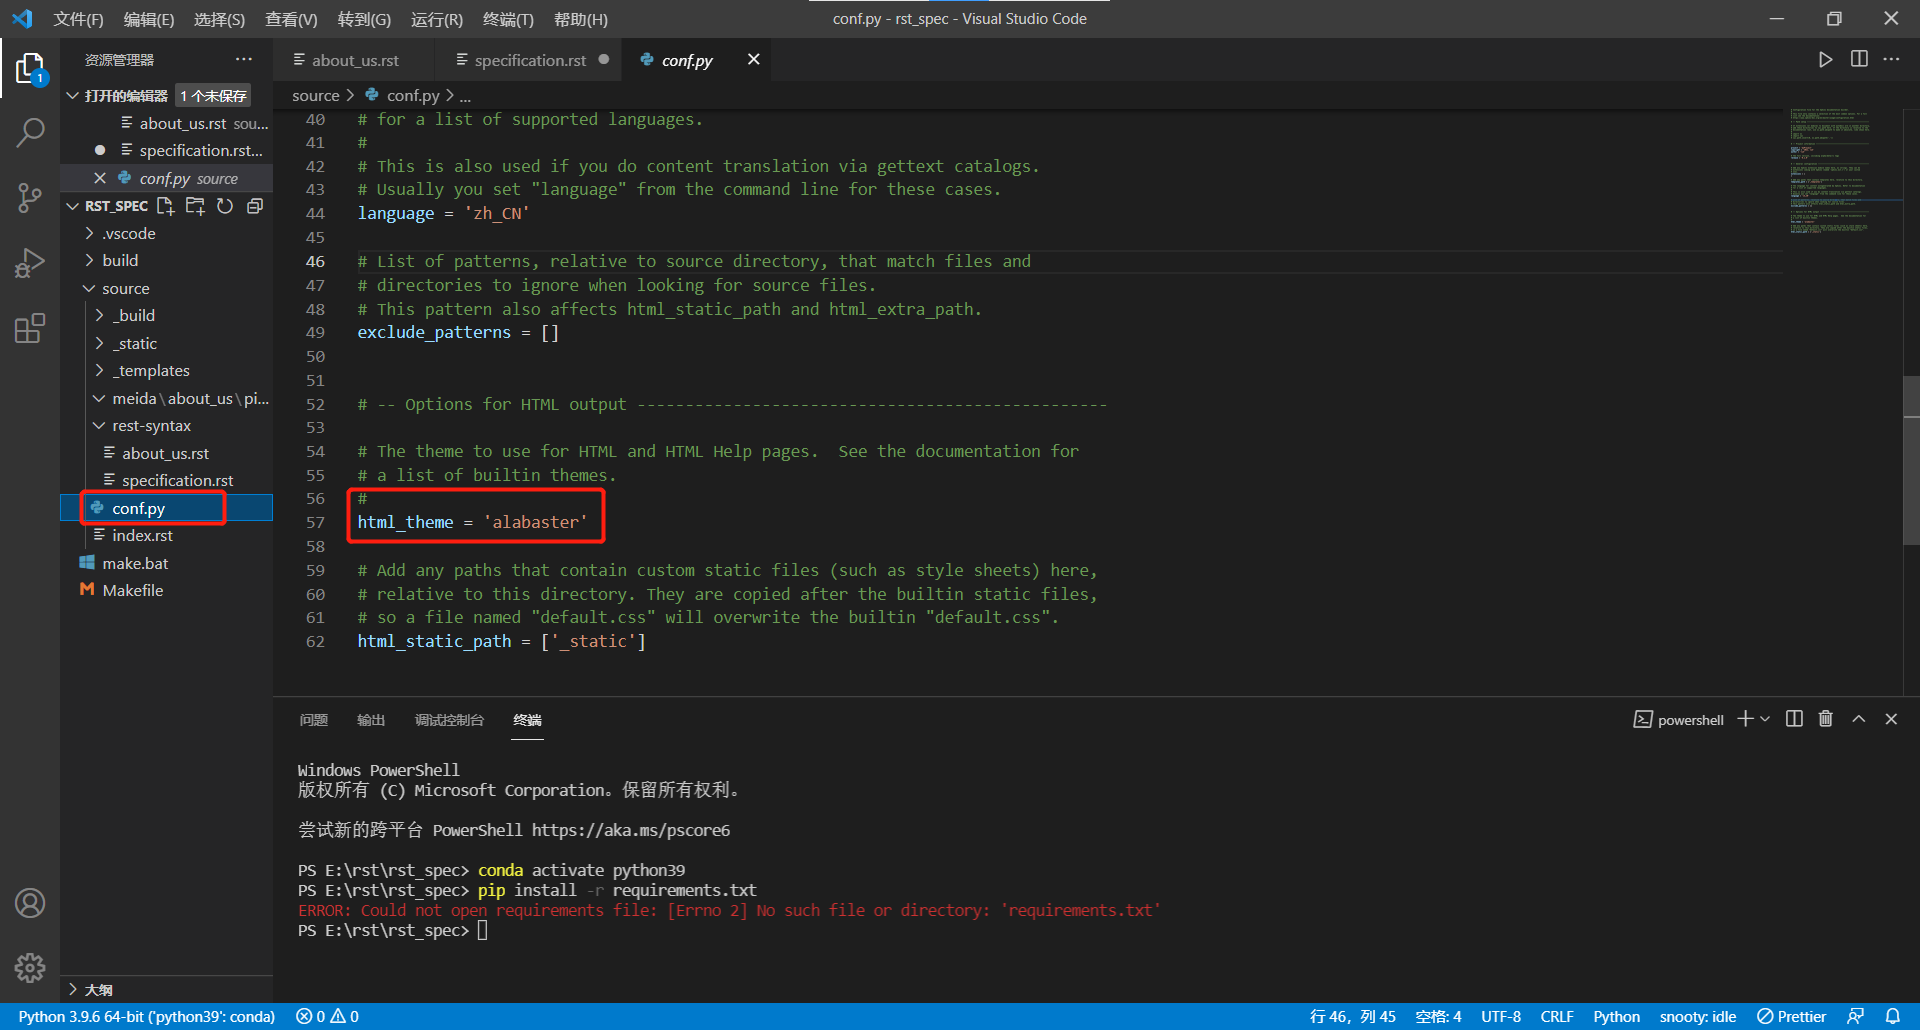 文件(F) 编辑(E) 选择(S) 查看(V) 转到(G) 运行(R) 终端(T) 帮助(H)
conf.py - rst_spec - Visual Studio Code
资源管理器
1
打开的编辑器 1 个未保存
about_us.rst sou...
specification.rst...
conf.py source
RST_SPEC
.vscode
build
source
_build
_static
_templates
meida\about_us\pi...
rest-syntax
about_us.rst
specification.rst
conf.py
index.rst
make.bat
Makefile
大纲
about_us.rst specification.rst conf.py
source > conf.py > ...
40 # for a list of supported languages.
41 #
42 # This is also used if you do content translation via gettext catalogs.
43 # Usually you set "language" from the command line for these cases.
44 language = 'zh_CN'
45
46 # List of patterns, relative to source directory, that match files and
47 # directories to ignore when looking for source files.
48 # This pattern also affects html_static_path and html_extra_path.
49 exclude_patterns = []
50
51
52 # -- Options for HTML output -------------------------------------------------
53
54 # The theme to use for HTML and HTML Help pages.  See the documentation for
55 # a list of builtin themes.
56 #
57 html_theme = 'alabaster'
58
59 # Add any paths that contain custom static files (such as style sheets) here,
60 # relative to this directory. They are copied after the builtin static files,
61 # so a file named "default.css" will overwrite the builtin "default.css".
62 html_static_path = ['_static']
问题 输出 调试控制台 终端
powershell
Windows PowerShell
版权所有 (C) Microsoft Corporation。保留所有权利。
尝试新的跨平台 PowerShell https://aka.ms/pscore6
PS E:\rst\rst_spec> conda activate python39
PS E:\rst\rst_spec> pip install -r requirements.txt
ERROR: Could not open requirements file: [Errno 2] No such file or directory: 'requirements.txt'
PS E:\rst\rst_spec>
Python 3.9.6 64-bit ('python39': conda) 0 0
行 46，列 45 空格: 4 UTF-8 CRLF Python snooty: idle Prettier